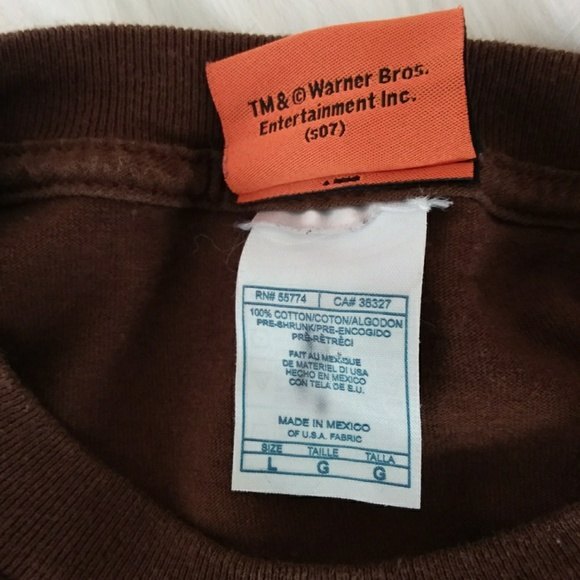 TM & © Warner Bros.
Entertainment Inc.
(s07)
RN# 55774 CA# 36327
100% COTTON/COTON/ALGODON
PRE-SHRUNK/PRE-ENCOGIDO
PRÉ-RÉTRÉCI
FAIT AU MEXIQUE
DE MATERIEL DI USA
HECHO EN MEXICO
CON TELA DE E.U.
MADE IN MEXICO
OF U.S.A. FABRIC
SIZE TAILLE TALLA
L G G